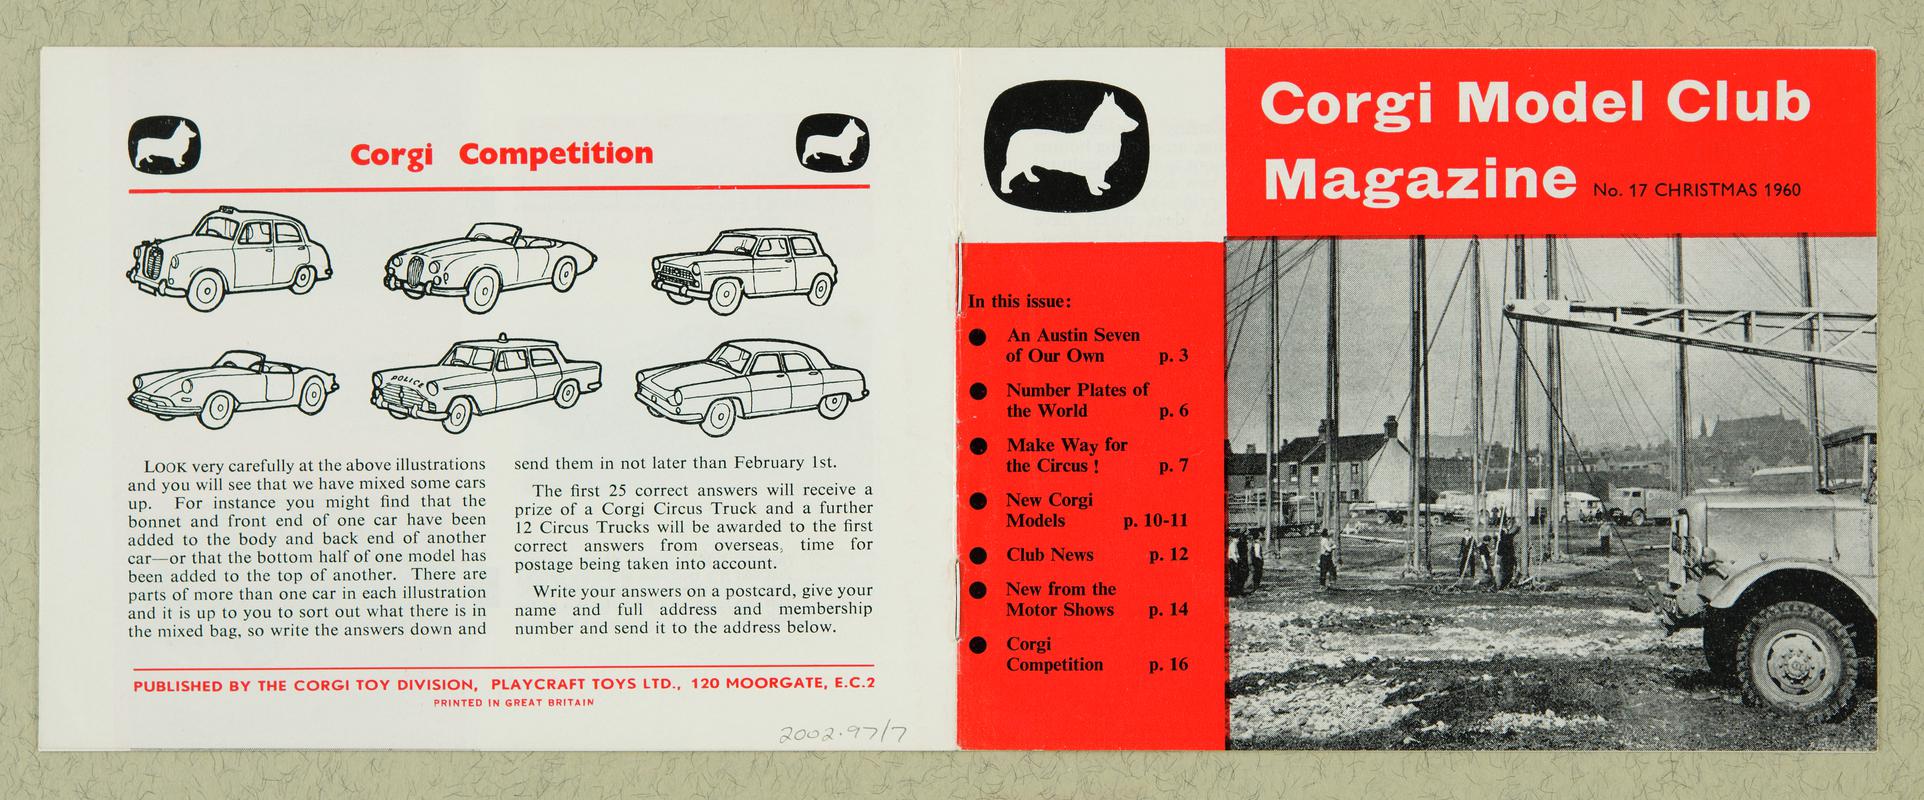 Corgi Competition
POLICE
LOOK very carefully at the above illustrations
and you will see that we have mixed some cars
up. For instance you might find that the
bonnet and front end of one car have been
added to the body and back end of another
car—or that the bottom half of one model has
been added to the top of another. There are
parts of more than one car in each illustration
and it is up to you to sort out what there is in
the mixed bag, so write the answers down and
send them in not later than February 1st.
The first 25 correct answers will receive a
prize of a Corgi Circus Truck and a further
12 Circus Trucks will be awarded to the first
correct answers from overseas, time for
postage being taken into account.
Write your answers on a postcard, give your
name and full address and membership
number and send it to the address below.
PUBLISHED BY THE CORGI TOY DIVISION, PLAYCRAFT TOYS LTD., 120 MOORGATE, E.C.2
PRINTED IN GREAT BRITAIN
2002.97/7
Corgi Model Club
Magazine No. 17 CHRISTMAS 1960
In this issue:
● An Austin Seven
of Our Own p. 3
● Number Plates of
the World p. 6
● Make Way for
the Circus ! p. 7
● New Corgi
Models p. 10-11
● Club News p. 12
● New from the
Motor Shows p. 14
● Corgi
Competition p. 16